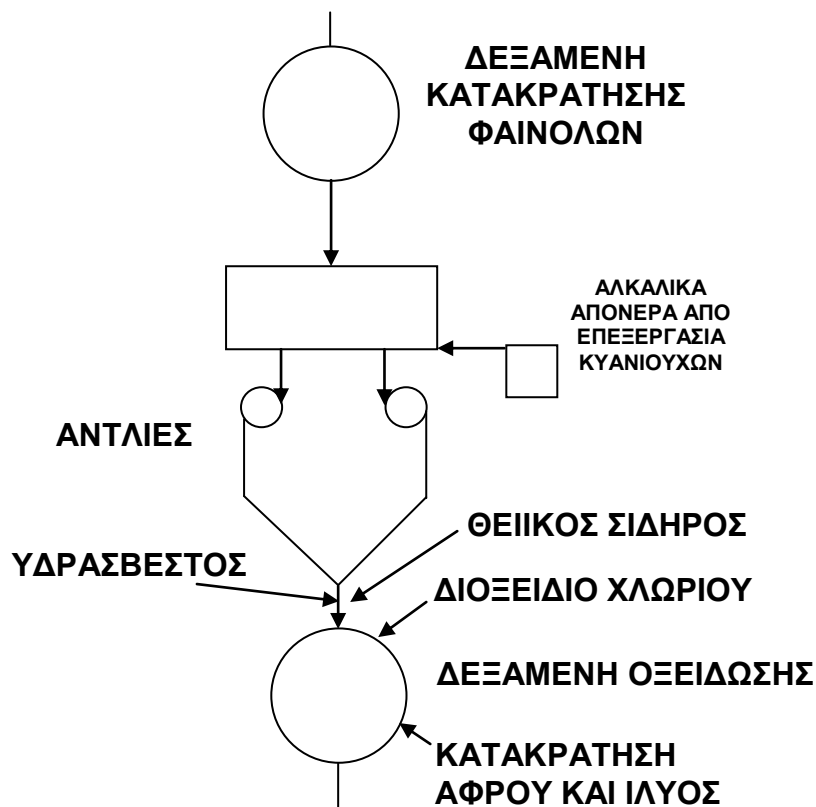 ΔΕΞΑΜΕΝΗ
ΚΑΤΑΚΡΑΤΗΣΗΣ
ΦΑΙΝΟΛΩΝ
ΑΛΚΑΛΙΚΑ
ΑΠΟΝΕΡΑ ΑΠΟ
ΕΠΕΞΕΡΓΑΣΙΑ
ΚΥΑΝΙΟΥΧΩΝ
ΑΝΤΛΙΕΣ
ΘΕΙΙΚΟΣ ΣΙΔΗΡΟΣ
ΥΔΡΑΣΒΕΣΤΟΣ
ΔΙΟΞΕΙΔΙΟ ΧΛΩΡΙΟΥ
ΔΕΞΑΜΕΝΗ ΟΞΕΙΔΩΣΗΣ
ΚΑΤΑΚΡΑΤΗΣΗ
ΑΦΡΟΥ ΚΑΙ ΙΛΥΟΣ